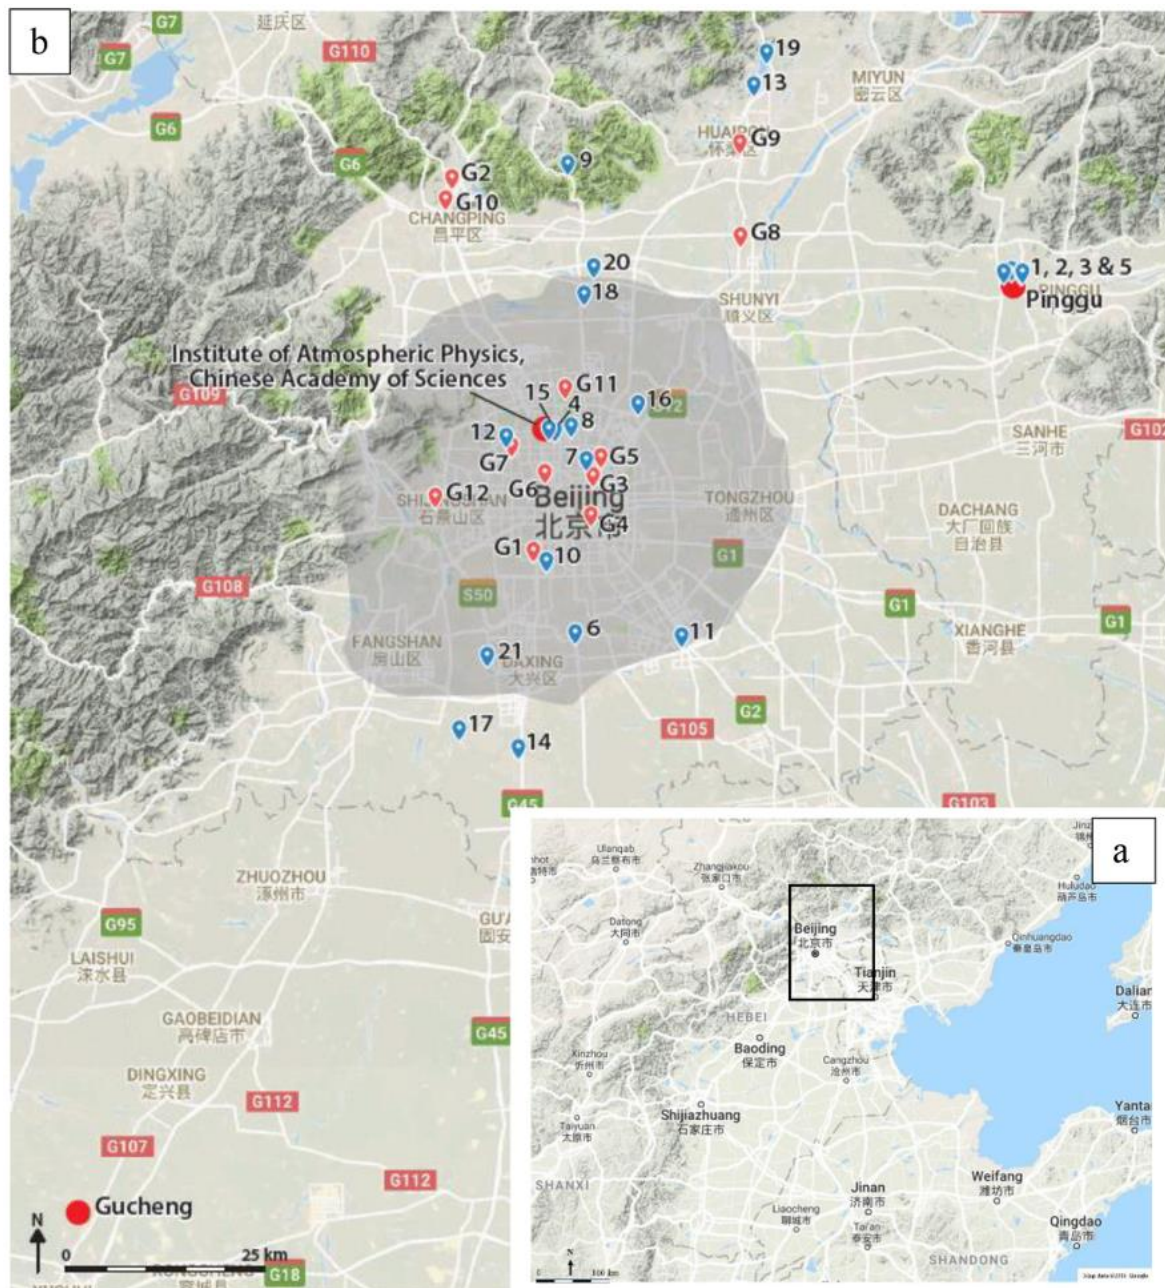 b
延庆区
G7
G7
G110
G6
G6
19
13
MIYUN
密云区
G9
9
G2
G10
CHANGPING
昌平区
G8
20
18
1, 2, 3 & 5
Pinggu
SHUNYI
顺义区
Institute of Atmospheric Physics,
Chinese Academy of Sciences
G109
G11
15
4
16
8
12
G7
7
G5
G102
SANHE
三河市
G6
G3
G12
石景山区
Beijing
北京市
G4
TONGZHOU
通州区
DACHANG
大厂回族
自治县
G1
10
G1
G108
S50
G1
G1
FANGSHAN
房山区
6
11
XIANGHE
香河县
21
DAXING
大兴区
G2
17
G105
14
G45
G103
ZHUOZHOU
涿州市
G95
LAISHUI
涞水县
GAOBEIDIAN
高碑店市
G45
DINGXING
定兴县
G112
G107
G112
Gucheng
N
0
25 km
G18
a
Ulanqab
乌兰察布市
Zhangjiakou
张家口市
Huludao
葫芦岛市
Datong
大同市
Beijing
北京市
Qinhuangdao
秦皇岛市
Tianjin
天津市
Dalian
大连市
HEBEI
Baoding
保定市
Xinzhou
忻州市
Cangzhou
沧州市
Shijiazhuang
石家庄市
Taiyuan
太原市
Yanta
烟台市
SHANXI
Weifang
潍坊市
Jinan
济南市
Liaocheng
聊城市
Tai'an
泰安市
Qingdao
青岛市
SHANDONG
N
0
100 km